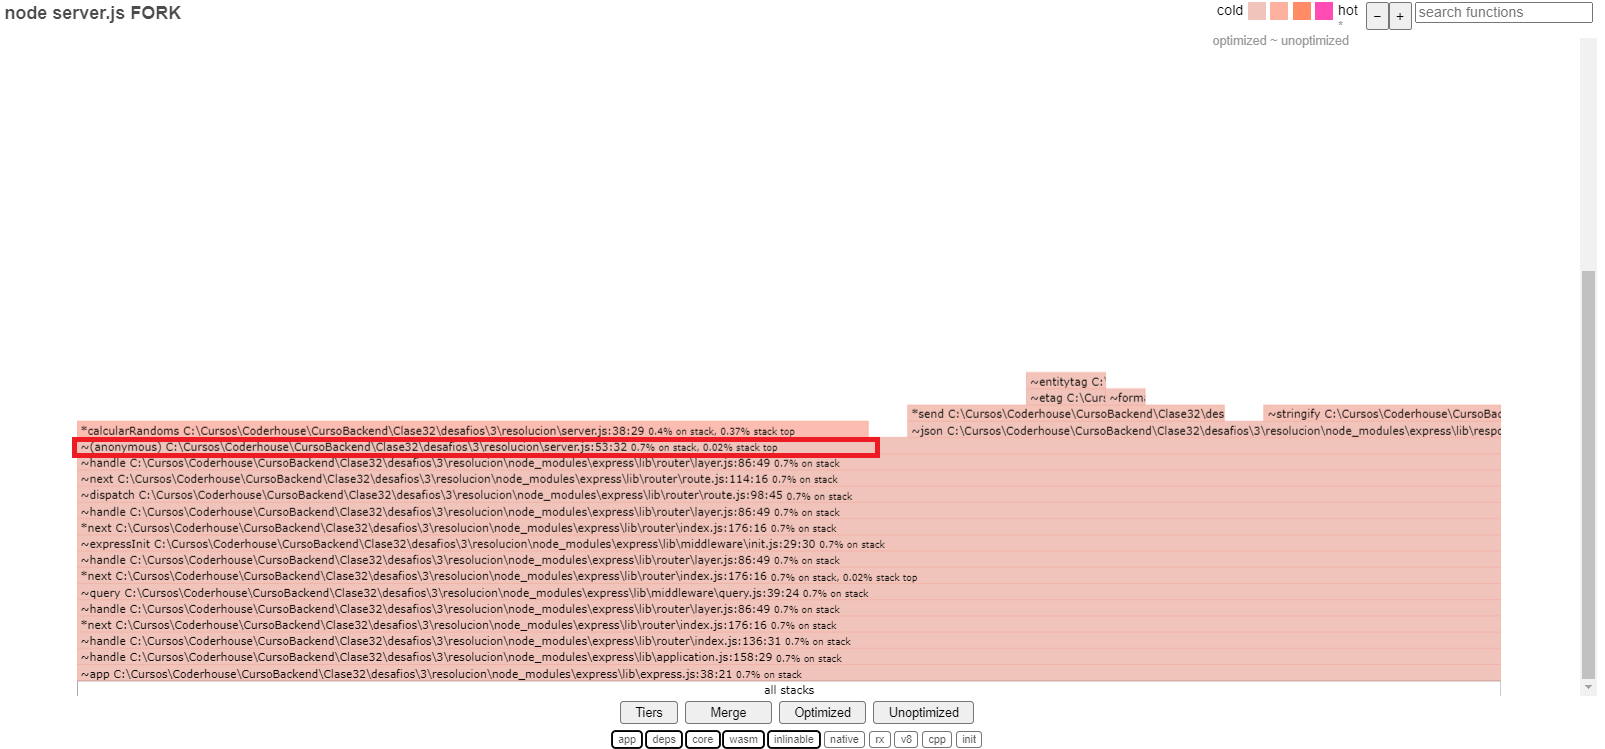 node server.js FORK
cold hot − + search functions
*
optimized ~ unoptimized
~entitytag C:\
~etag C:\Curs ~forma
*send C:\Cursos\Coderhouse\CursoBackend\Clase32\des ~stringify C:\Cursos\Coderhouse\CursoBac
*calcularRandoms C:\Cursos\Coderhouse\CursoBackend\Clase32\desafios\3\resolucion\server.js:38:29 0.4% on stack, 0.37% stack top ~json C:\Cursos\Coderhouse\CursoBackend\Clase32\desafios\3\resolucion\node_modules\express\lib\respo
~(anonymous) C:\Cursos\Coderhouse\CursoBackend\Clase32\desafios\3\resolucion\server.js:53:32 0.7% on stack, 0.02% stack top
~handle C:\Cursos\Coderhouse\CursoBackend\Clase32\desafios\3\resolucion\node_modules\express\lib\router\layer.js:86:49 0.7% on stack
~next C:\Cursos\Coderhouse\CursoBackend\Clase32\desafios\3\resolucion\node_modules\express\lib\router\route.js:114:16 0.7% on stack
~dispatch C:\Cursos\Coderhouse\CursoBackend\Clase32\desafios\3\resolucion\node_modules\express\lib\router\route.js:98:45 0.7% on stack
~handle C:\Cursos\Coderhouse\CursoBackend\Clase32\desafios\3\resolucion\node_modules\express\lib\router\layer.js:86:49 0.7% on stack
*next C:\Cursos\Coderhouse\CursoBackend\Clase32\desafios\3\resolucion\node_modules\express\lib\router\index.js:176:16 0.7% on stack
~expressInit C:\Cursos\Coderhouse\CursoBackend\Clase32\desafios\3\resolucion\node_modules\express\lib\middleware\init.js:29:30 0.7% on stack
~handle C:\Cursos\Coderhouse\CursoBackend\Clase32\desafios\3\resolucion\node_modules\express\lib\router\layer.js:86:49 0.7% on stack
*next C:\Cursos\Coderhouse\CursoBackend\Clase32\desafios\3\resolucion\node_modules\express\lib\router\index.js:176:16 0.7% on stack, 0.02% stack top
~query C:\Cursos\Coderhouse\CursoBackend\Clase32\desafios\3\resolucion\node_modules\express\lib\middleware\query.js:39:24 0.7% on stack
~handle C:\Cursos\Coderhouse\CursoBackend\Clase32\desafios\3\resolucion\node_modules\express\lib\router\layer.js:86:49 0.7% on stack
*next C:\Cursos\Coderhouse\CursoBackend\Clase32\desafios\3\resolucion\node_modules\express\lib\router\index.js:176:16 0.7% on stack
~handle C:\Cursos\Coderhouse\CursoBackend\Clase32\desafios\3\resolucion\node_modules\express\lib\router\index.js:136:31 0.7% on stack
~handle C:\Cursos\Coderhouse\CursoBackend\Clase32\desafios\3\resolucion\node_modules\express\lib\application.js:158:29 0.7% on stack
~app C:\Cursos\Coderhouse\CursoBackend\Clase32\desafios\3\resolucion\node_modules\express\lib\express.js:38:21 0.7% on stack
all stacks
Tiers Merge Optimized Unoptimized
app deps core wasm inlinable native rx v8 cpp init